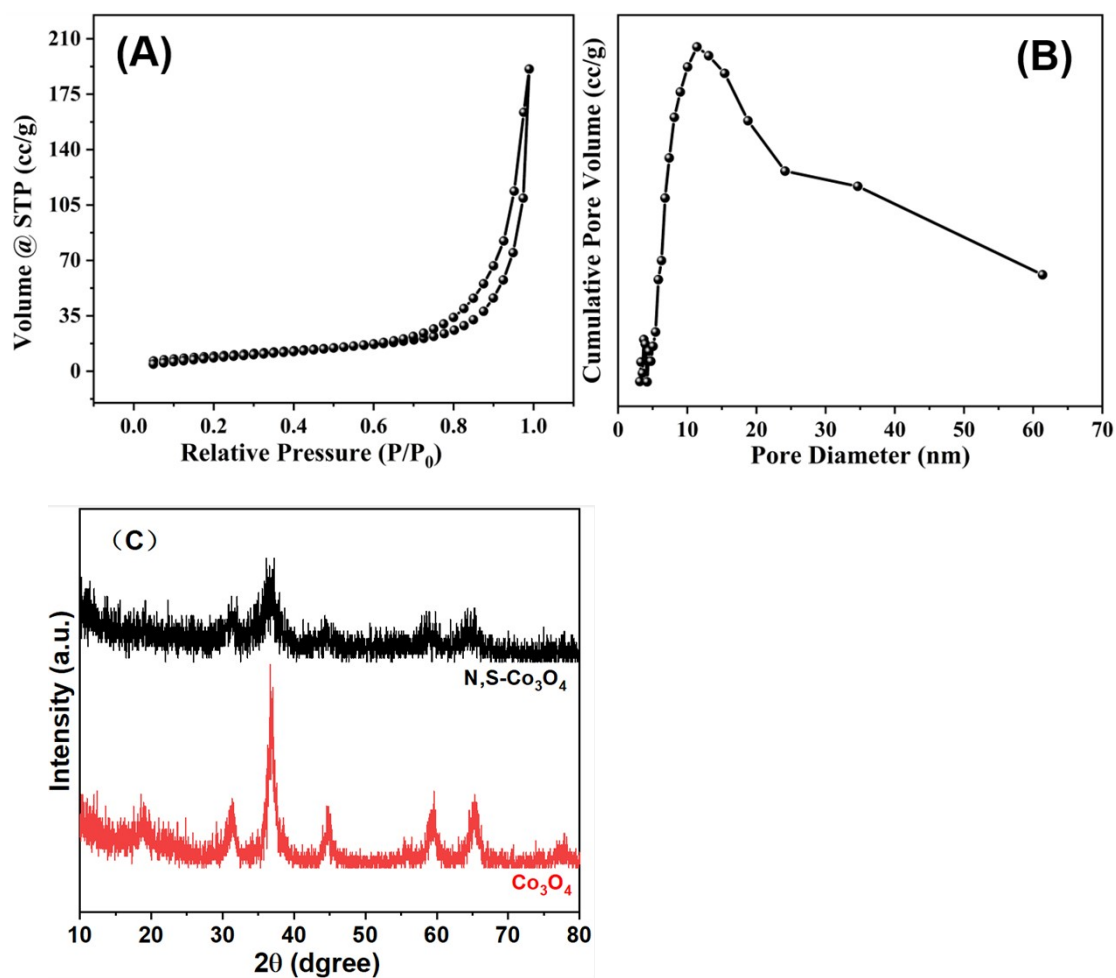 (A)
Volume @ STP (cc/g)
210
175
140
105
70
35
0
0.0 0.2 0.4 0.6 0.8 1.0
Relative Pressure (P/P₀)
(B)
Cumulative Pore Volume (cc/g)
0 10 20 30 40 50 60 70
Pore Diameter (nm)
（C）
Intensity (a.u.)
N,S-Co₃O₄
Co₃O₄
10 20 30 40 50 60 70 80
2θ (dgree)